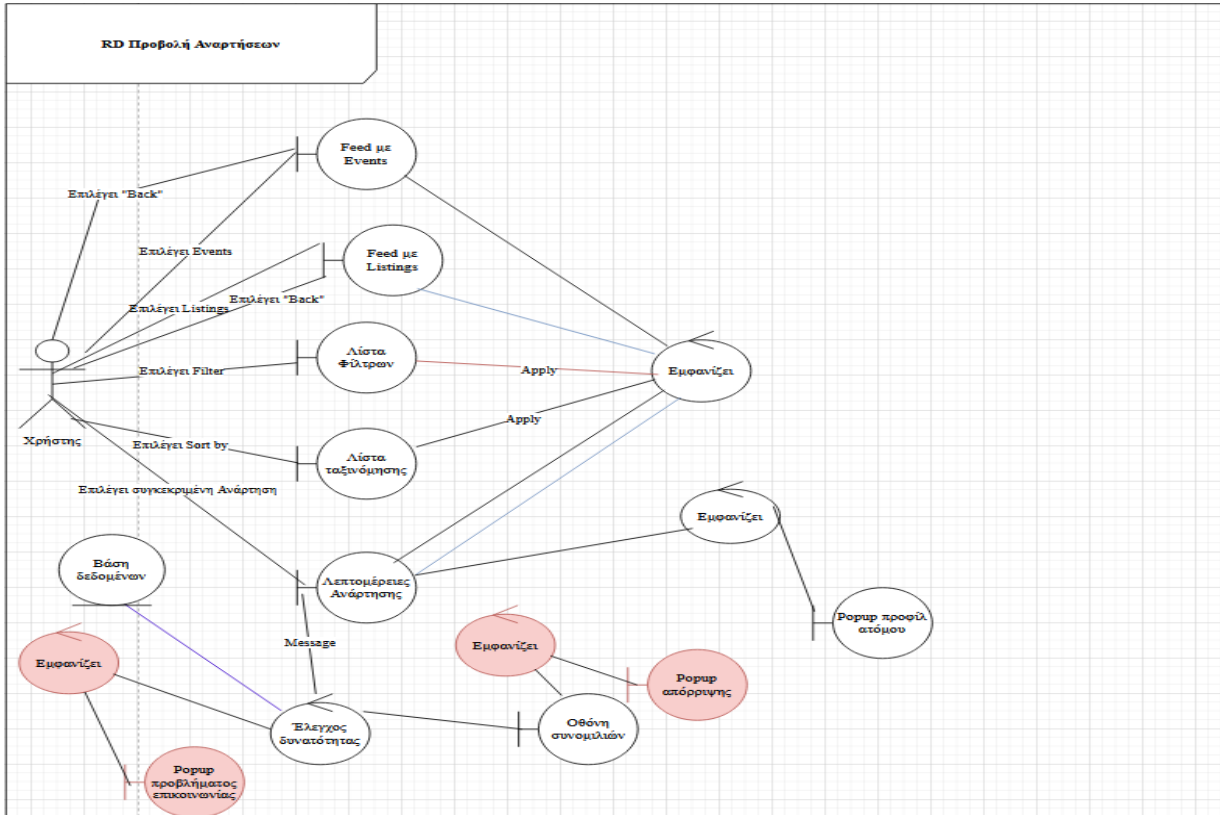 RD Προβολή Αναρτήσεων
Feed με
Events
Επιλέγει "Back"
Επιλέγει Events
Feed με
Listings
Επιλέγει "Back"
Επιλέγει Listings
Λίστα
Φίλτρων
Επιλέγει Filter
Apply
Εμφανίζει
Apply
Χρήστης
Επιλέγει Sort by
Λίστα
ταξινόμησης
Επιλέγει συγκεκριμένη Ανάρτηση
Εμφανίζει
Βάση
δεδομένων
Λεπτομέρειες
Ανάρτησης
Popup προφίλ
ατόμου
Message
Εμφανίζει
Εμφανίζει
Popup
απόρριψης
Έλεγχος
δυνατότητας
Οθόνη
συνομιλιών
Popup
προβλήματος
επικοινωνίας